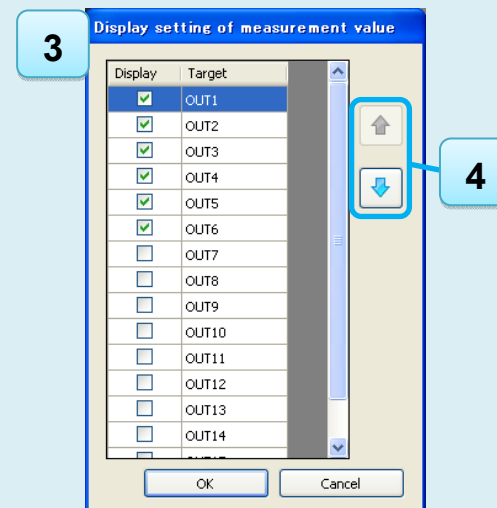 3
Display setting of measurement value
Display Target
OUT1
OUT2
OUT3
OUT4
OUT5
OUT6
OUT7
OUT8
OUT9
OUT10
OUT11
OUT12
OUT13
OUT14
4
OK Cancel